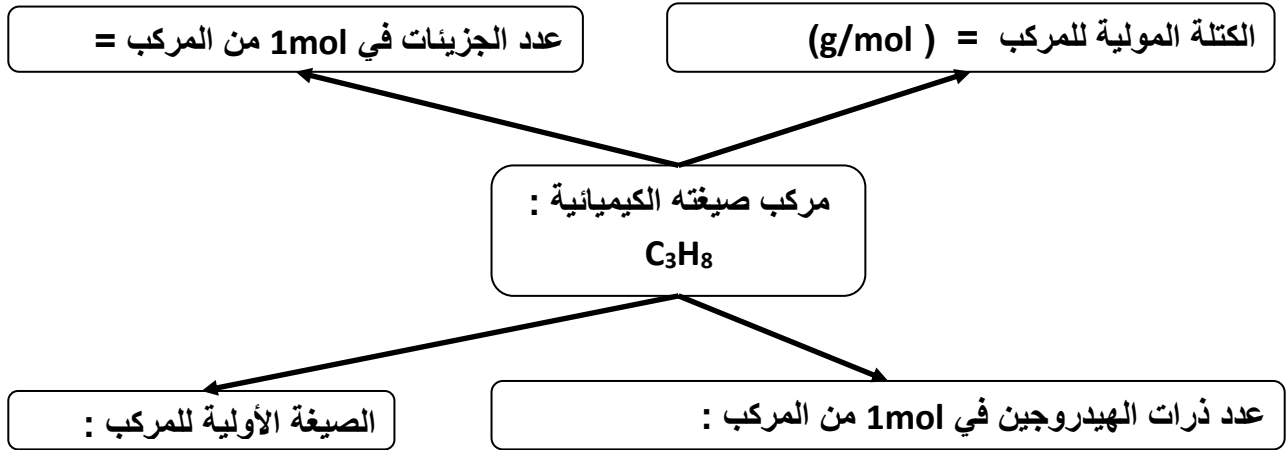 الكتلة المولية للمركب = ( g/mol)
عدد الجزيئات في 1mol من المركب =
مركب صيغته الكيميائية :
C₃H₈
عدد ذرات الهيدروجين في 1mol من المركب :
الصيغة الأولية للمركب :